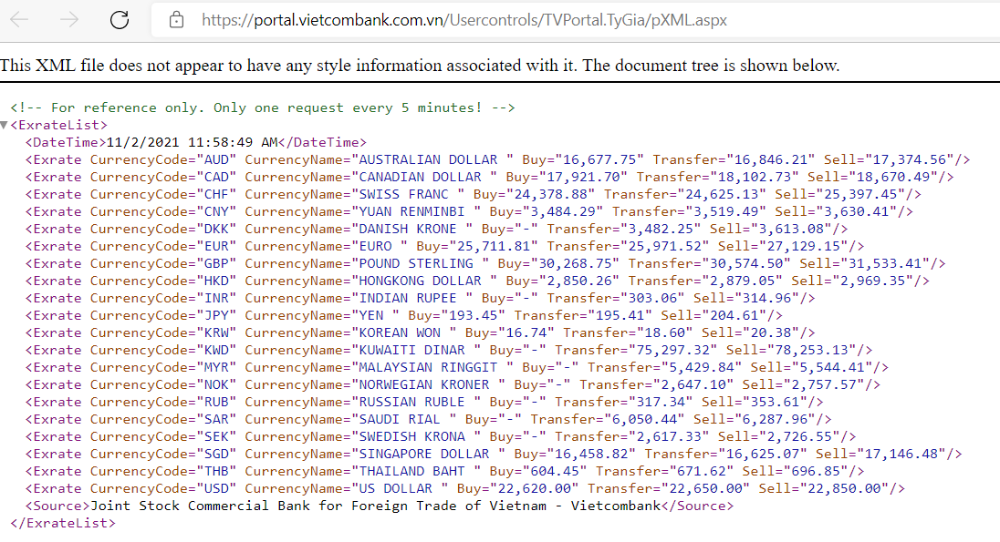 https://portal.vietcombank.com.vn/Usercontrols/TVPortal.TyGia/pXML.aspx
This XML file does not appear to have any style information associated with it. The document tree is shown below.
<!-- For reference only. Only one request every 5 minutes! -->
▼<ExrateList>
<DateTime>11/2/2021 11:58:49 AM</DateTime>
<Exrate CurrencyCode="AUD" CurrencyName="AUSTRALIAN DOLLAR " Buy="16,677.75" Transfer="16,846.21" Sell="17,374.56"/>
<Exrate CurrencyCode="CAD" CurrencyName="CANADIAN DOLLAR " Buy="17,921.70" Transfer="18,102.73" Sell="18,670.49"/>
<Exrate CurrencyCode="CHF" CurrencyName="SWISS FRANC " Buy="24,378.88" Transfer="24,625.13" Sell="25,397.45"/>
<Exrate CurrencyCode="CNY" CurrencyName="YUAN RENMINBI " Buy="3,484.29" Transfer="3,519.49" Sell="3,630.41"/>
<Exrate CurrencyCode="DKK" CurrencyName="DANISH KRONE " Buy="-" Transfer="3,482.25" Sell="3,613.08"/>
<Exrate CurrencyCode="EUR" CurrencyName="EURO " Buy="25,711.81" Transfer="25,971.52" Sell="27,129.15"/>
<Exrate CurrencyCode="GBP" CurrencyName="POUND STERLING " Buy="30,268.75" Transfer="30,574.50" Sell="31,533.41"/>
<Exrate CurrencyCode="HKD" CurrencyName="HONGKONG DOLLAR " Buy="2,850.26" Transfer="2,879.05" Sell="2,969.35"/>
<Exrate CurrencyCode="INR" CurrencyName="INDIAN RUPEE " Buy="-" Transfer="303.06" Sell="314.96"/>
<Exrate CurrencyCode="JPY" CurrencyName="YEN " Buy="193.45" Transfer="195.41" Sell="204.61"/>
<Exrate CurrencyCode="KRW" CurrencyName="KOREAN WON " Buy="16.74" Transfer="18.60" Sell="20.38"/>
<Exrate CurrencyCode="KWD" CurrencyName="KUWAITI DINAR " Buy="-" Transfer="75,297.32" Sell="78,253.13"/>
<Exrate CurrencyCode="MYR" CurrencyName="MALAYSIAN RINGGIT " Buy="-" Transfer="5,429.84" Sell="5,544.41"/>
<Exrate CurrencyCode="NOK" CurrencyName="NORWEGIAN KRONER " Buy="-" Transfer="2,647.10" Sell="2,757.57"/>
<Exrate CurrencyCode="RUB" CurrencyName="RUSSIAN RUBLE " Buy="-" Transfer="317.34" Sell="353.61"/>
<Exrate CurrencyCode="SAR" CurrencyName="SAUDI RIAL " Buy="-" Transfer="6,050.44" Sell="6,287.96"/>
<Exrate CurrencyCode="SEK" CurrencyName="SWEDISH KRONA " Buy="-" Transfer="2,617.33" Sell="2,726.55"/>
<Exrate CurrencyCode="SGD" CurrencyName="SINGAPORE DOLLAR " Buy="16,458.82" Transfer="16,625.07" Sell="17,146.48"/>
<Exrate CurrencyCode="THB" CurrencyName="THAILAND BAHT " Buy="604.45" Transfer="671.62" Sell="696.85"/>
<Exrate CurrencyCode="USD" CurrencyName="US DOLLAR " Buy="22,620.00" Transfer="22,650.00" Sell="22,850.00"/>
<Source>Joint Stock Commercial Bank for Foreign Trade of Vietnam - Vietcombank</Source>
</ExrateList>